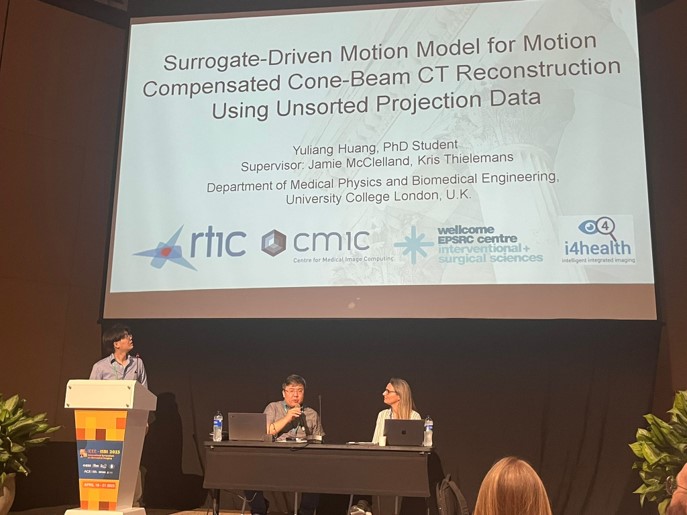 Surrogate-Driven Motion Model for Motion
Compensated Cone-Beam CT Reconstruction
Using Unsorted Projection Data
Yuliang Huang, PhD Student
Supervisor: Jamie McClelland, Kris Thielemans
Department of Medical Physics and Biomedical Engineering,
University College London, U.K.
rtic
cmic
Centre for Medical Image Computing
wellcome
EPSRC centre
interventional+
surgical sciences
4
i4health
intelligent integrated imaging
2023